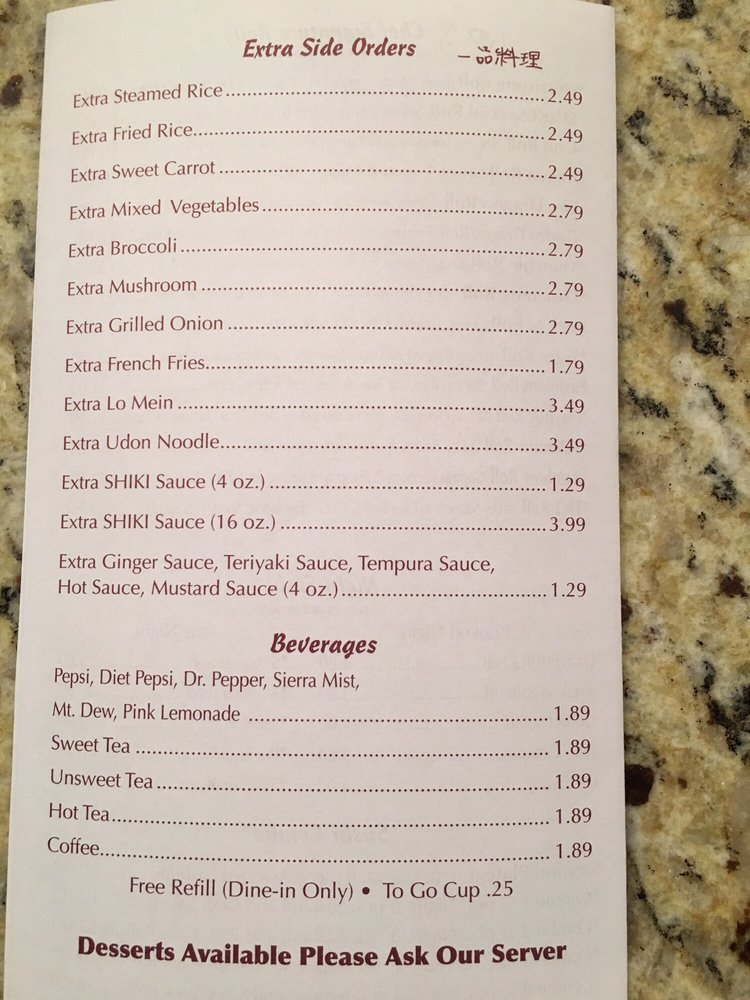 Extra Side Orders 一品料理
Extra Steamed Rice 2.49
Extra Fried Rice 2.49
Extra Sweet Carrot 2.49
Extra Mixed Vegetables 2.79
Extra Broccoli 2.79
Extra Mushroom 2.79
Extra Grilled Onion 2.79
Extra French Fries 1.79
Extra Lo Mein 3.49
Extra Udon Noodle 3.49
Extra SHIKI Sauce (4 oz.) 1.29
Extra SHIKI Sauce (16 oz.) 3.99
Extra Ginger Sauce, Teriyaki Sauce, Tempura Sauce,
Hot Sauce, Mustard Sauce (4 oz.) 1.29
Beverages
Pepsi, Diet Pepsi, Dr. Pepper, Sierra Mist,
Mt. Dew, Pink Lemonade 1.89
Sweet Tea 1.89
Unsweet Tea 1.89
Hot Tea 1.89
Coffee 1.89
Free Refill (Dine-in Only) • To Go Cup .25
Desserts Available Please Ask Our Server